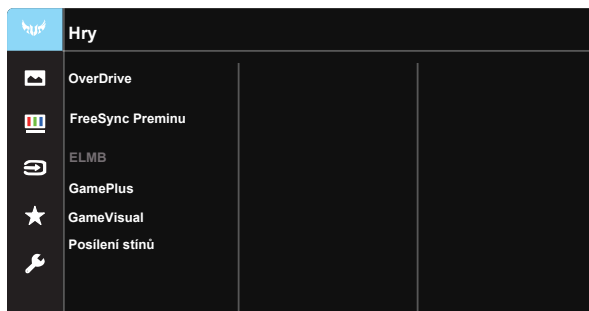 Hry
OverDrive
FreeSync Preminu
ELMB
GamePlus
GameVisual
Posílení stínů